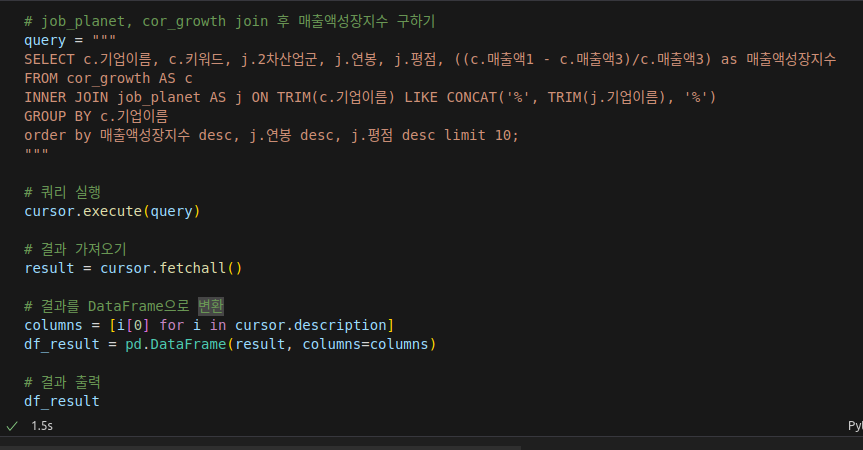 # job_planet, cor_growth join 후 매출액성장지수 구하기
query = """
SELECT c.기업이름, c.키워드, j.2차산업군, j.연봉, j.평점, ((c.매출액1 - c.매출액3)/c.매출액3) as 매출액성장지수
FROM cor_growth AS c
INNER JOIN job_planet AS j ON TRIM(c.기업이름) LIKE CONCAT('%', TRIM(j.기업이름), '%')
GROUP BY c.기업이름
order by 매출액성장지수 desc, j.연봉 desc, j.평점 desc limit 10;
"""
# 쿼리 실행
cursor.execute(query)
# 결과 가져오기
result = cursor.fetchall()
# 결과를 DataFrame으로 변환
columns = [i[0] for i in cursor.description]
df_result = pd.DataFrame(result, columns=columns)
# 결과 출력
df_result
1.5s